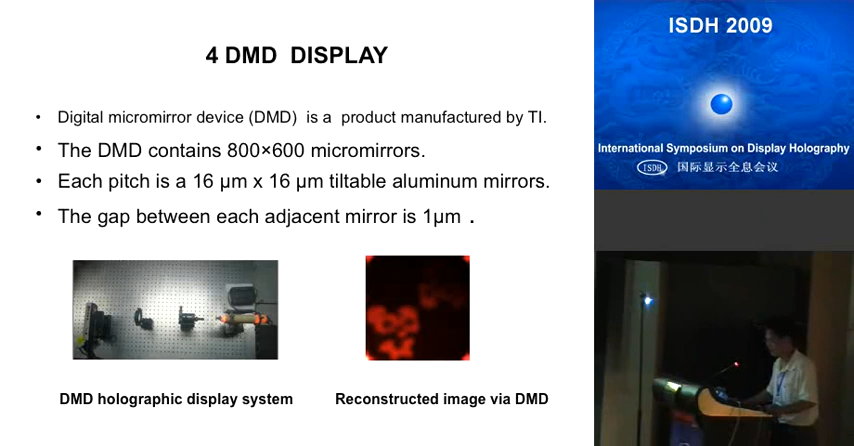 4 DMD DISPLAY
• Digital micromirror device (DMD) is a product manufactured by TI.
• The DMD contains 800×600 micromirrors.
• Each pitch is a 16 μm x 16 μm tiltable aluminum mirrors.
• The gap between each adjacent mirror is 1μm .
DMD holographic display system
Reconstructed image via DMD
ISDH 2009
International Symposium on Display Holography
ISDH 国际显示全息会议